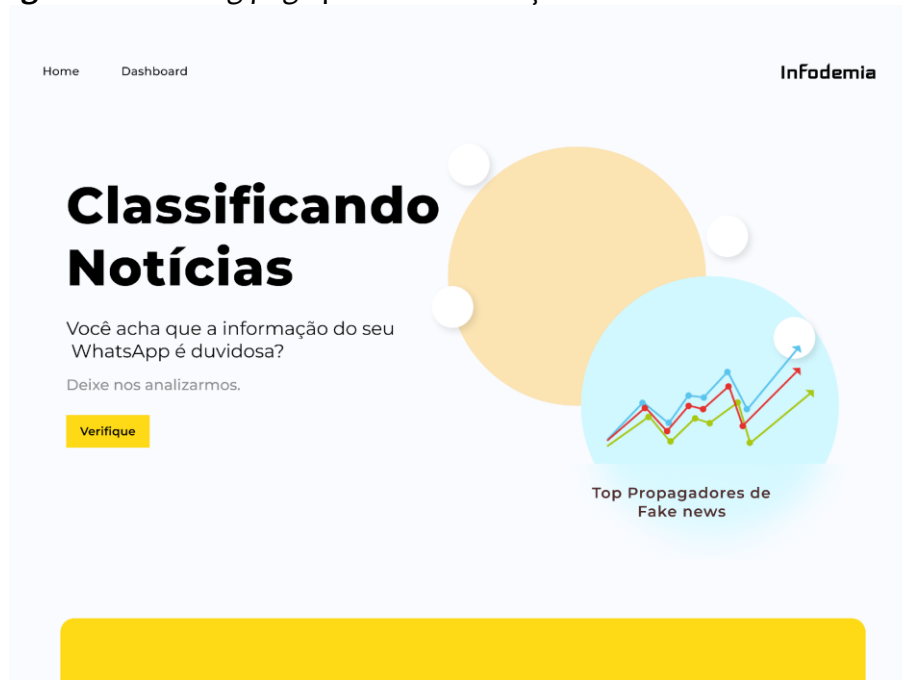 Home Dashboard InFodemia
Classificando
Notícias
Você acha que a informação do seu
WhatsApp é duvidosa?
Deixe nos analizarmos.
Verifique
Top Propagadores de
Fake news